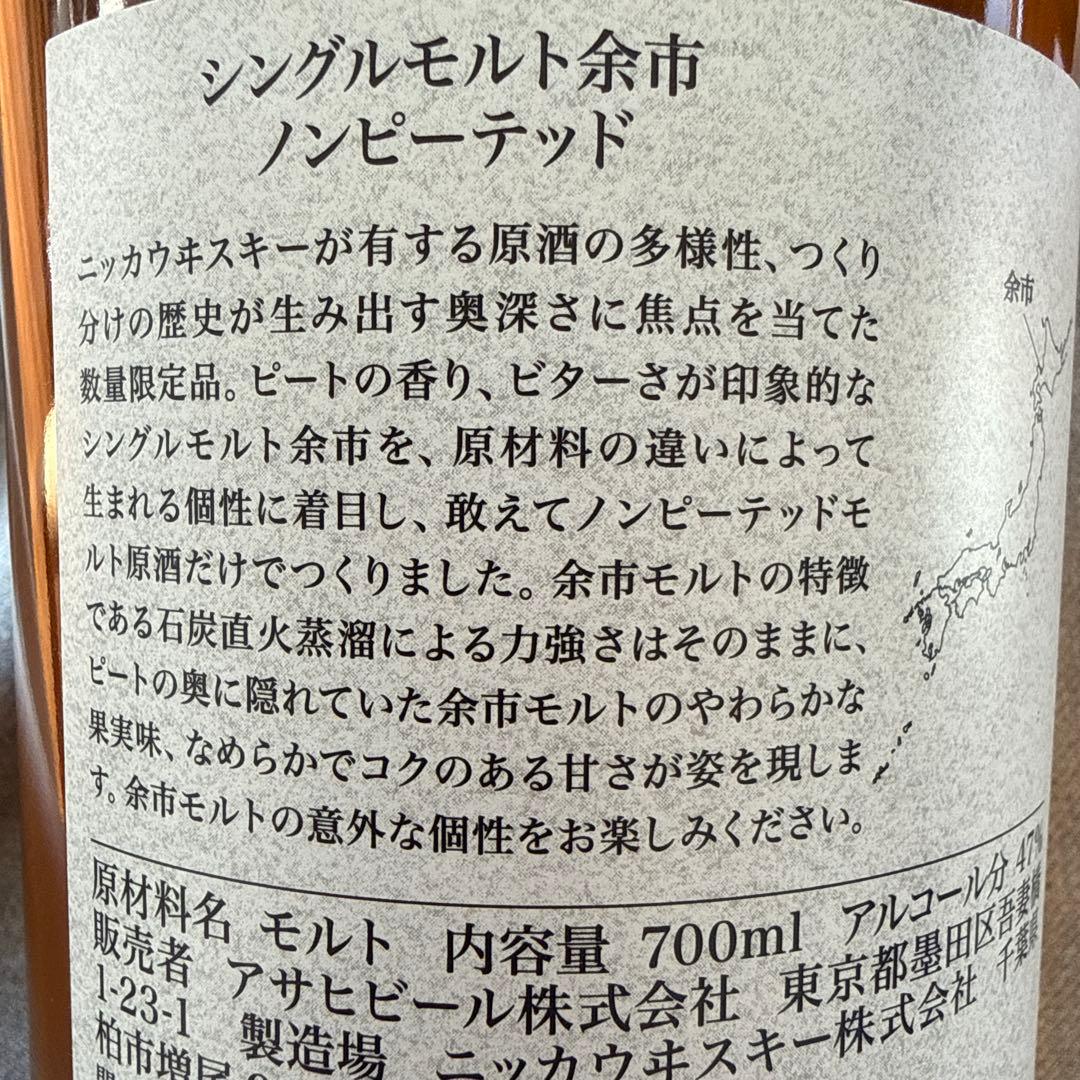 シングルモルト余市
ノンピーテッド
ニッカウヰスキーが有する原酒の多様性、つくり
分けの歴史が生み出す奥深さに焦点を当てた
数量限定品。ピートの香り、ビターさが印象的な
シングルモルト余市を、原材料の違いによって
生まれる個性に着目し、敢えてノンピーテッドモ
ルト原酒だけでつくりました。余市モルトの特徴
である石炭直火蒸溜による力強さはそのままに、
ピートの奥に隠れていた余市モルトのやわらかな
果実味、なめらかでコクのある甘さが姿を現しま
す。余市モルトの意外な個性をお楽しみください。
余市
原材料名 モルト 内容量 700ml アルコール分 47%
販売者 アサヒビール株式会社 東京都墨田区吾妻橋
1-23-1 製造場 ニッカウヰスキー株式会社 千葉県
柏市増尾